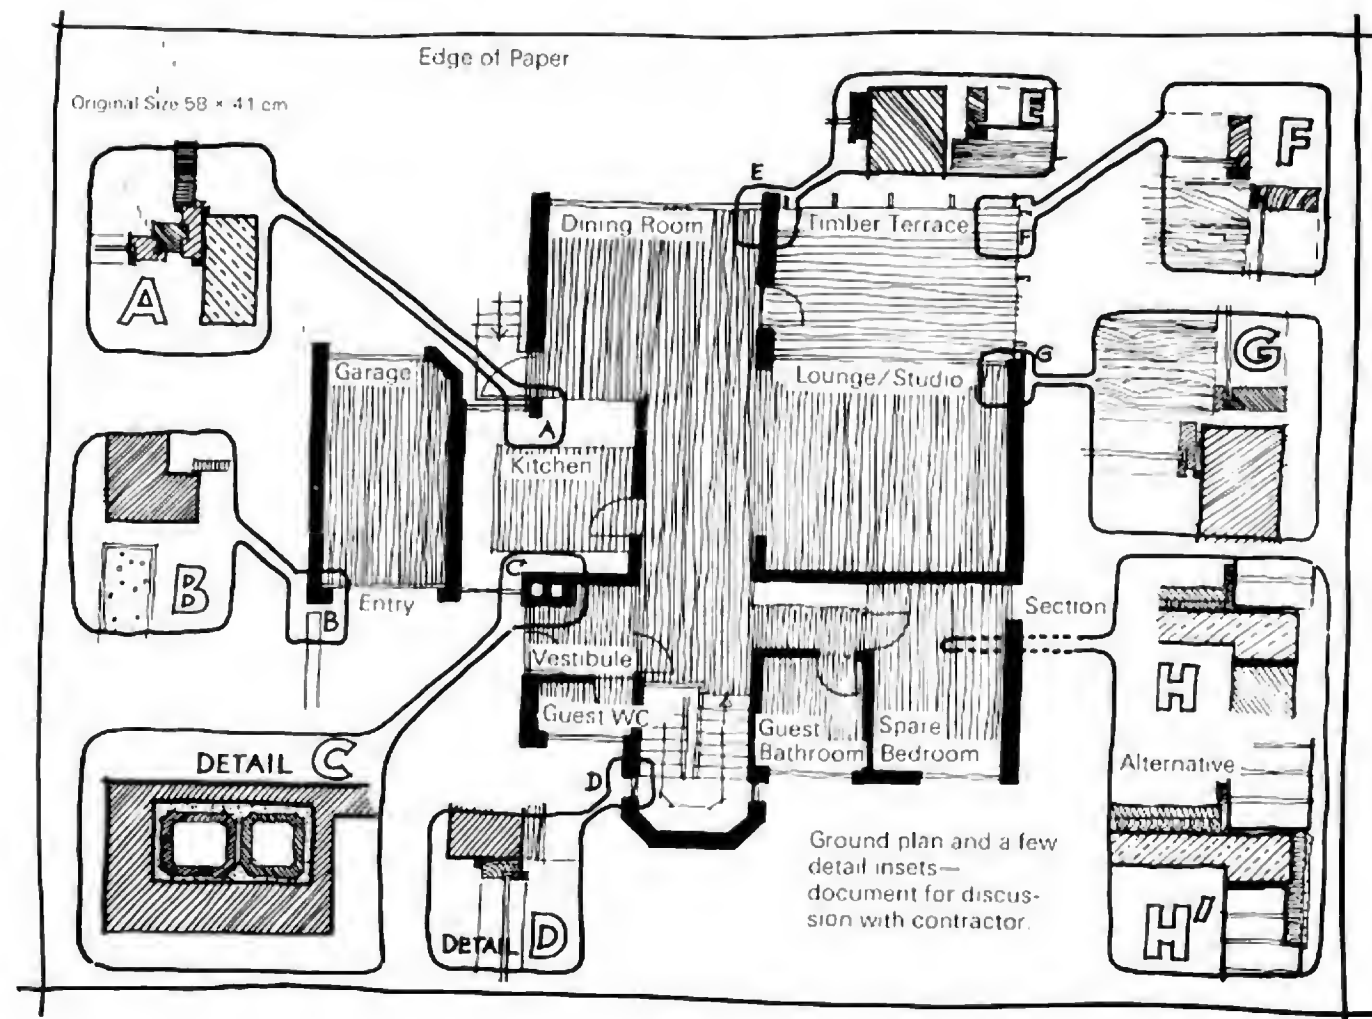 Edge of Paper
Original Size 58 × 41 cm
A
B
DETAIL C
DETAIL D
E
F
G
H
Alternative
H'
E
F
G
A
B
C
D
Dining Room
Timber Terrace
Garage
Lounge/Studio
Kitchen
Entry
Section
Vestibule
Guest WC
Guest
Bathroom
Spare
Bedroom
Ground plan and a few
detail insets—
document for discus-
sion with contractor.